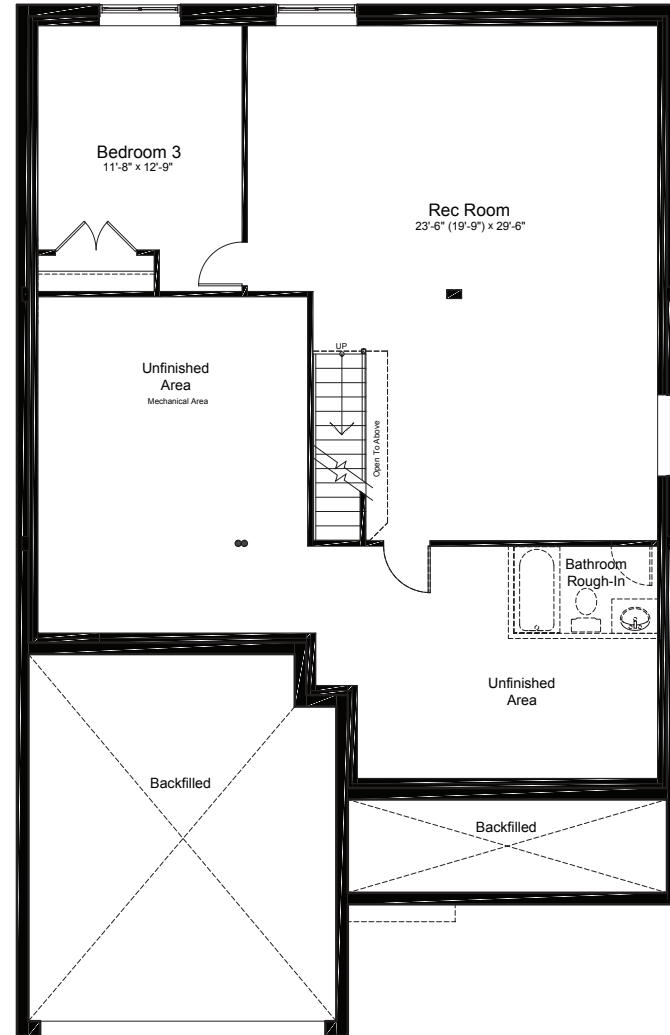 Bedroom 3
11'-8" x 12'-9"
Rec Room
23'-6" (19'-9") x 29'-6"
UP
Unfinished
Area
Mechanical Area
Open To Above
Bathroom
Rough-In
Unfinished
Area
Backfilled
Backfilled